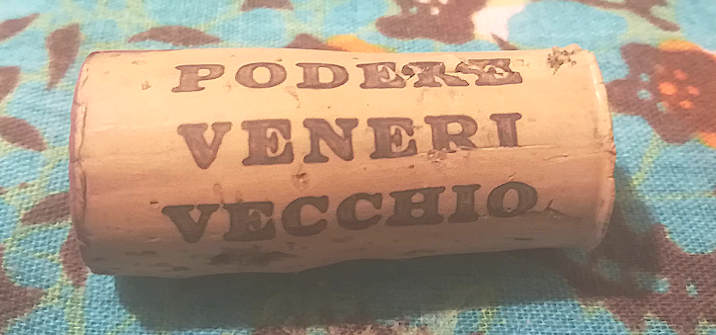 PODERE
VENERI
VECCHIO